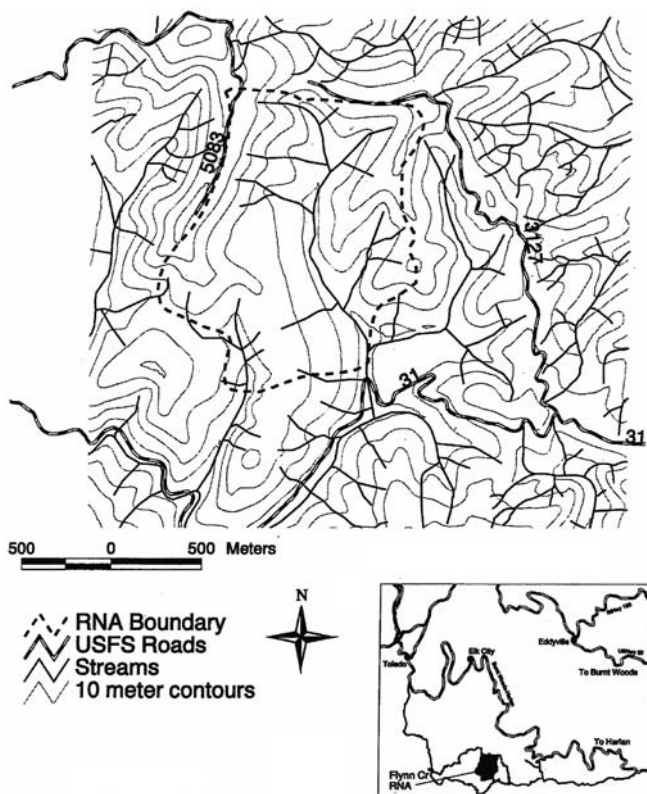 5083
3127
31
31
500 0 500 Meters
RNA Boundary
USFS Roads
Streams
10 meter contours
N
Eddyville
Elk City
Toledo
To Burnt Woods
To Harlan
Flynn Cr
RNA